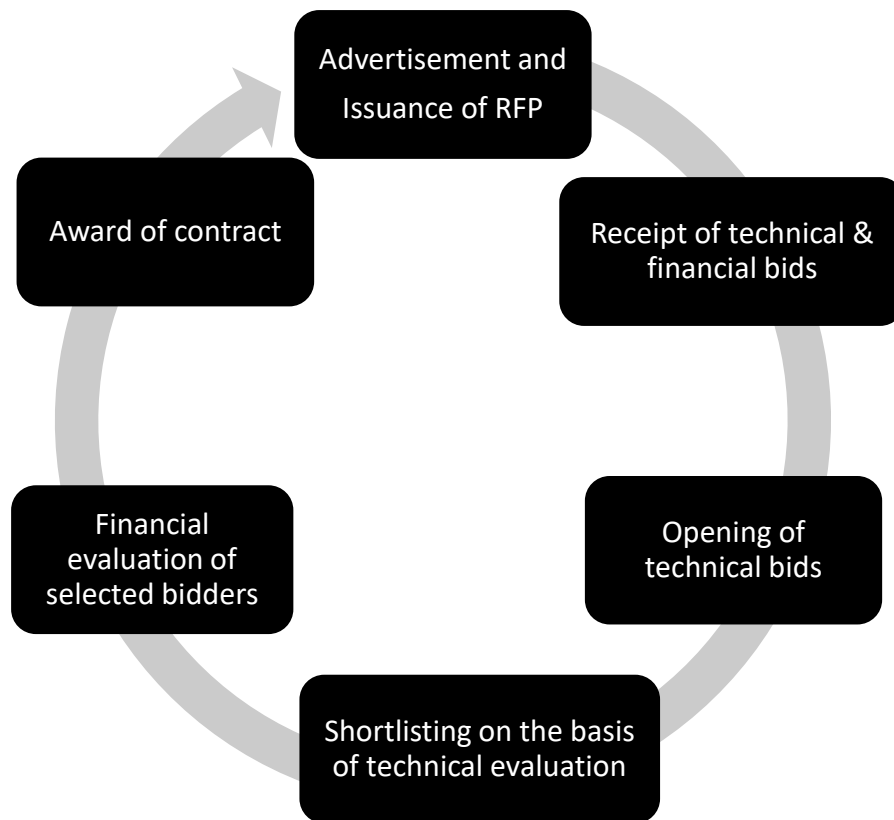 Advertisement and
Issuance of RFP
Receipt of technical &
financial bids
Opening of
technical bids
Shortlisting on the basis
of technical evaluation
Financial
evaluation of
selected bidders
Award of contract